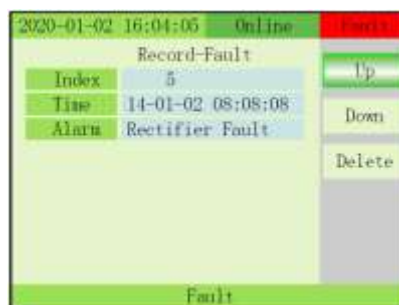 2020-01-02 16:04:05 Online Fault
Record-Fault
Up
Index 5
Time 14-01-02 08:08:08
Down
Alarm Rectifier Fault
Delete
Fault